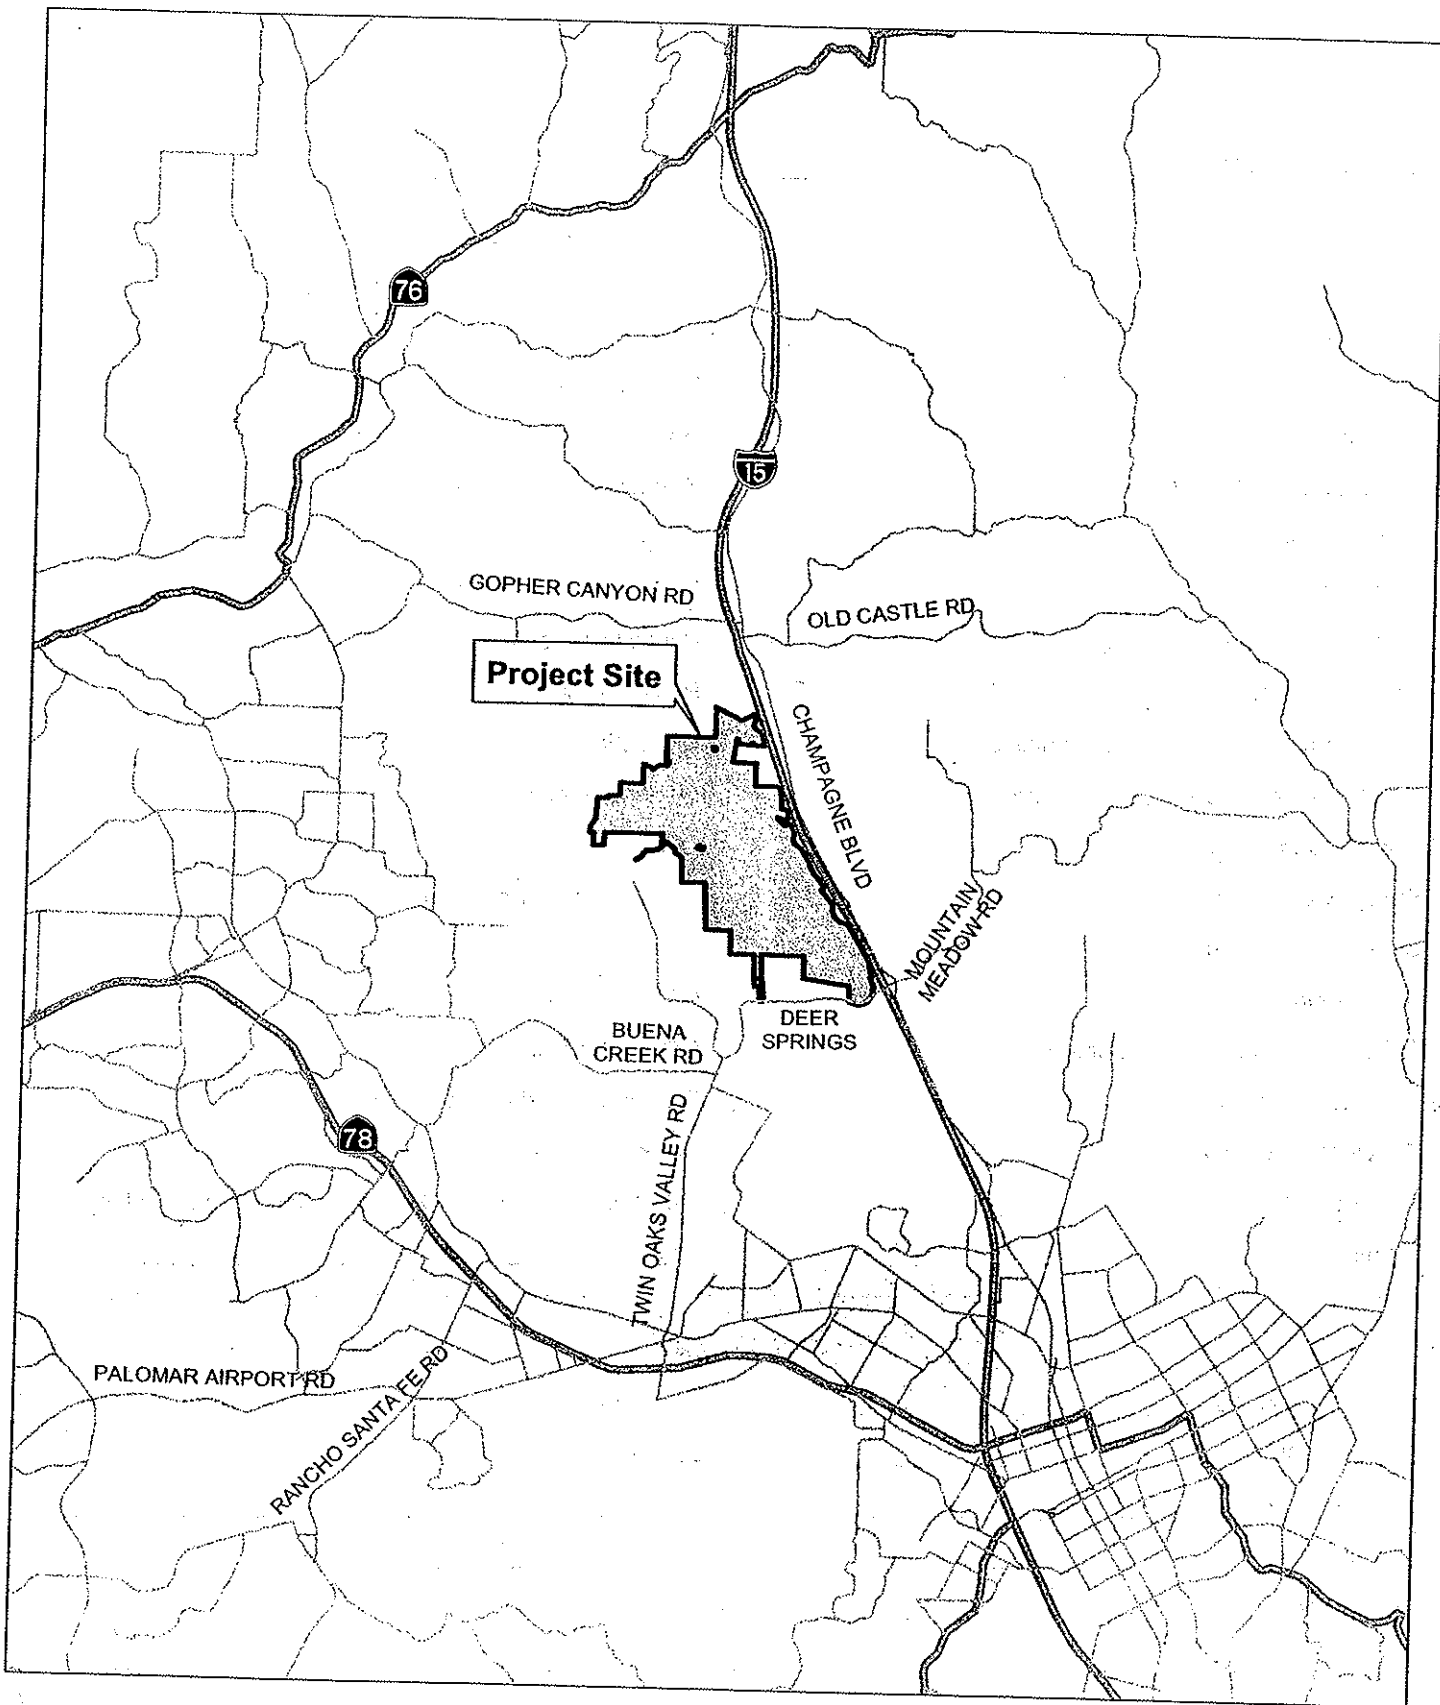 76
15
GOPHER CANYON RD
OLD CASTLE RD
Project Site
CHAMPAGNE BLVD
MOUNTAIN
MEADOW RD
DEER
SPRINGS
BUENA
CREEK RD
TWIN OAKS VALLEY RD
78
PALOMAR AIRPORT RD
RANCHO SANTA FE RD